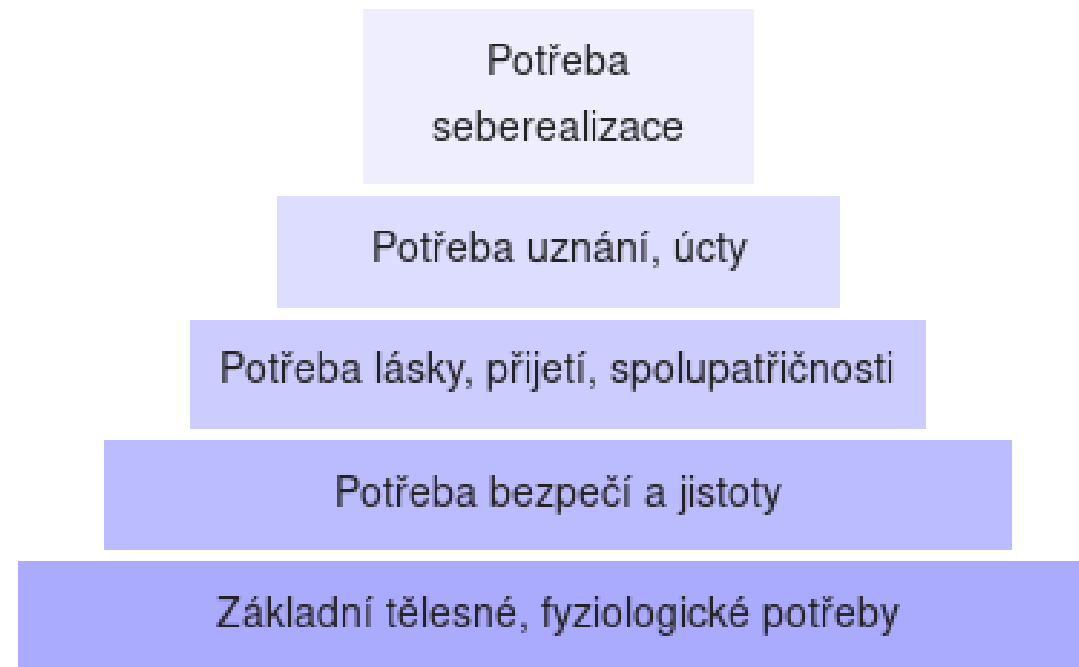 Potřeba
seberealizace
Potřeba uznání, úcty
Potřeba lásky, přijetí, spolupatřičnosti
Potřeba bezpečí a jistoty
Základní tělesné, fyziologické potřeby